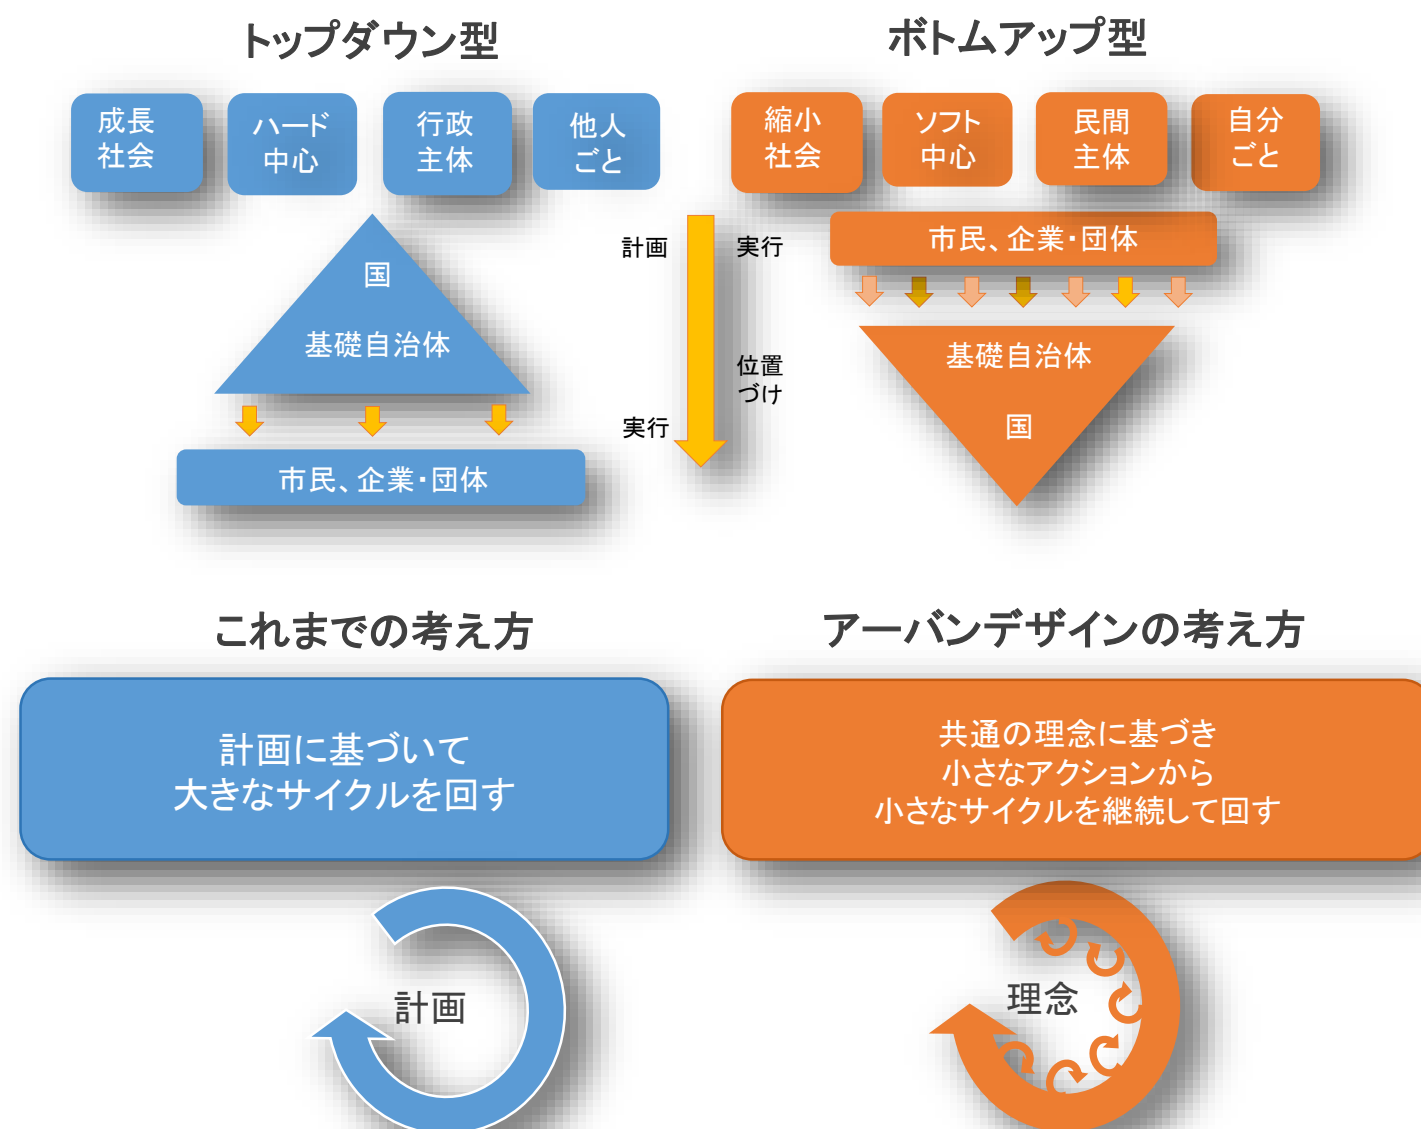 トップダウン型
成長
社会
ハード
中心
行政
主体
他人
ごと
国
基礎自治体
市民、企業・団体
計画
実行
実行
位置
づけ
ボトムアップ型
縮小
社会
ソフト
中心
民間
主体
自分
ごと
市民、企業・団体
基礎自治体
国
これまでの考え方
計画に基づいて
大きなサイクルを回す
計画
アーバンデザインの考え方
共通の理念に基づき
小さなアクションから
小さなサイクルを継続して回す
理念